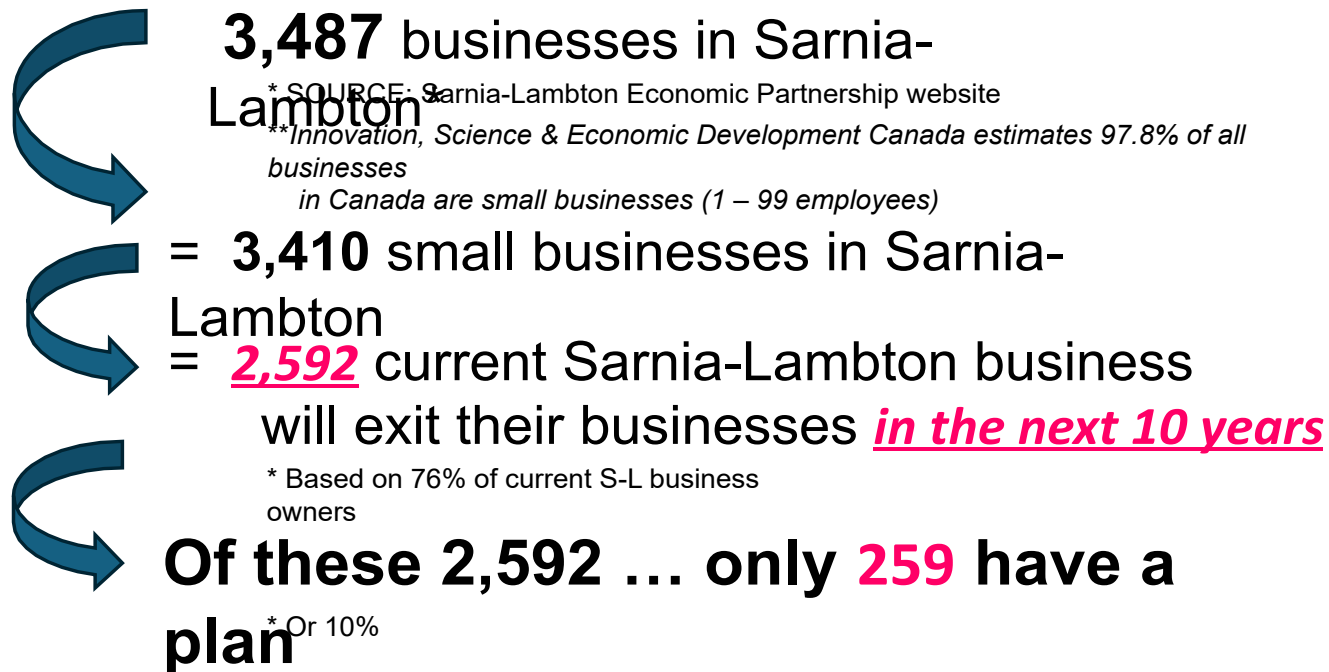 3,487 businesses in Sarnia-
Lambton*
* SOURCE: Sarnia-Lambton Economic Partnership website
**Innovation, Science & Economic Development Canada estimates 97.8% of all
businesses
in Canada are small businesses (1 – 99 employees)
= 3,410 small businesses in Sarnia-
Lambton
= 2,592 current Sarnia-Lambton business
will exit their businesses in the next 10 years
* Based on 76% of current S-L business
owners
Of these 2,592 … only 259 have a
plan
* Or 10%